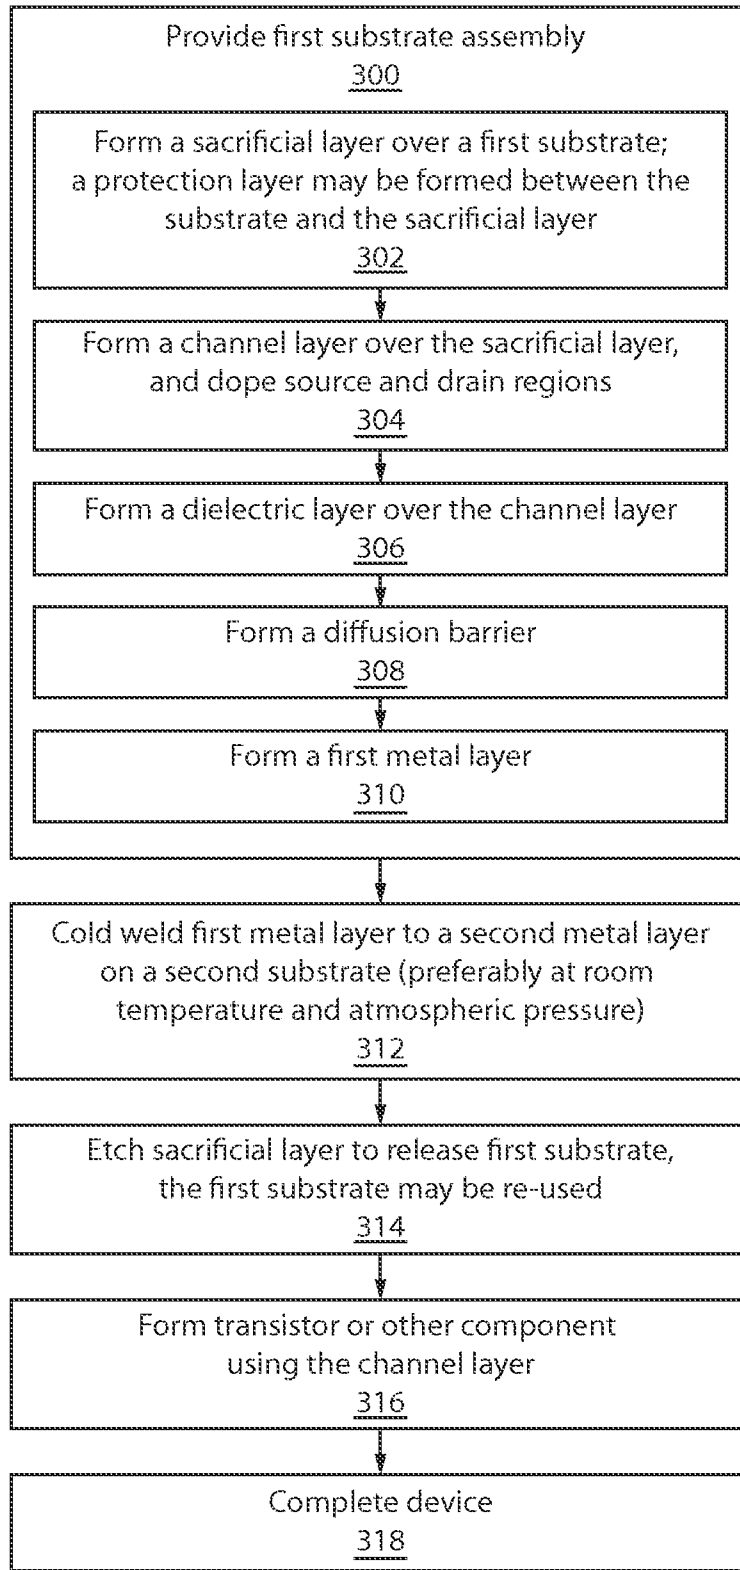 Provide first substrate assembly
300
Form a sacrificial layer over a first substrate;
a protection layer may be formed between the
substrate and the sacrificial layer
302
Form a channel layer over the sacrificial layer,
and dope source and drain regions
304
Form a dielectric layer over the channel layer
306
Form a diffusion barrier
308
Form a first metal layer
310
Cold weld first metal layer to a second metal layer
on a second substrate (preferably at room
temperature and atmospheric pressure)
312
Etch sacrificial layer to release first substrate,
the first substrate may be re-used
314
Form transistor or other component
using the channel layer
316
Complete device
318